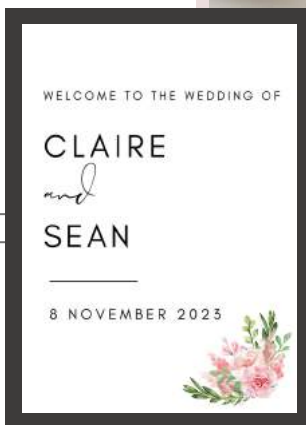 WELCOME TO THE WEDDING OF
CLAIRE
and
SEAN
8 NOVEMBER 2023